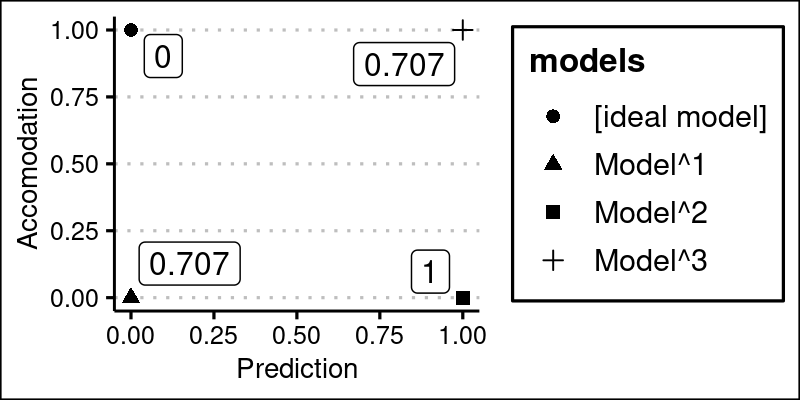 1.00
0.75
0.50
0.25
0.00
Accomodation
0
0.707
0.707
1
0.00 0.25 0.50 0.75 1.00
Prediction
models
[ideal model]
Model^1
Model^2
Model^3